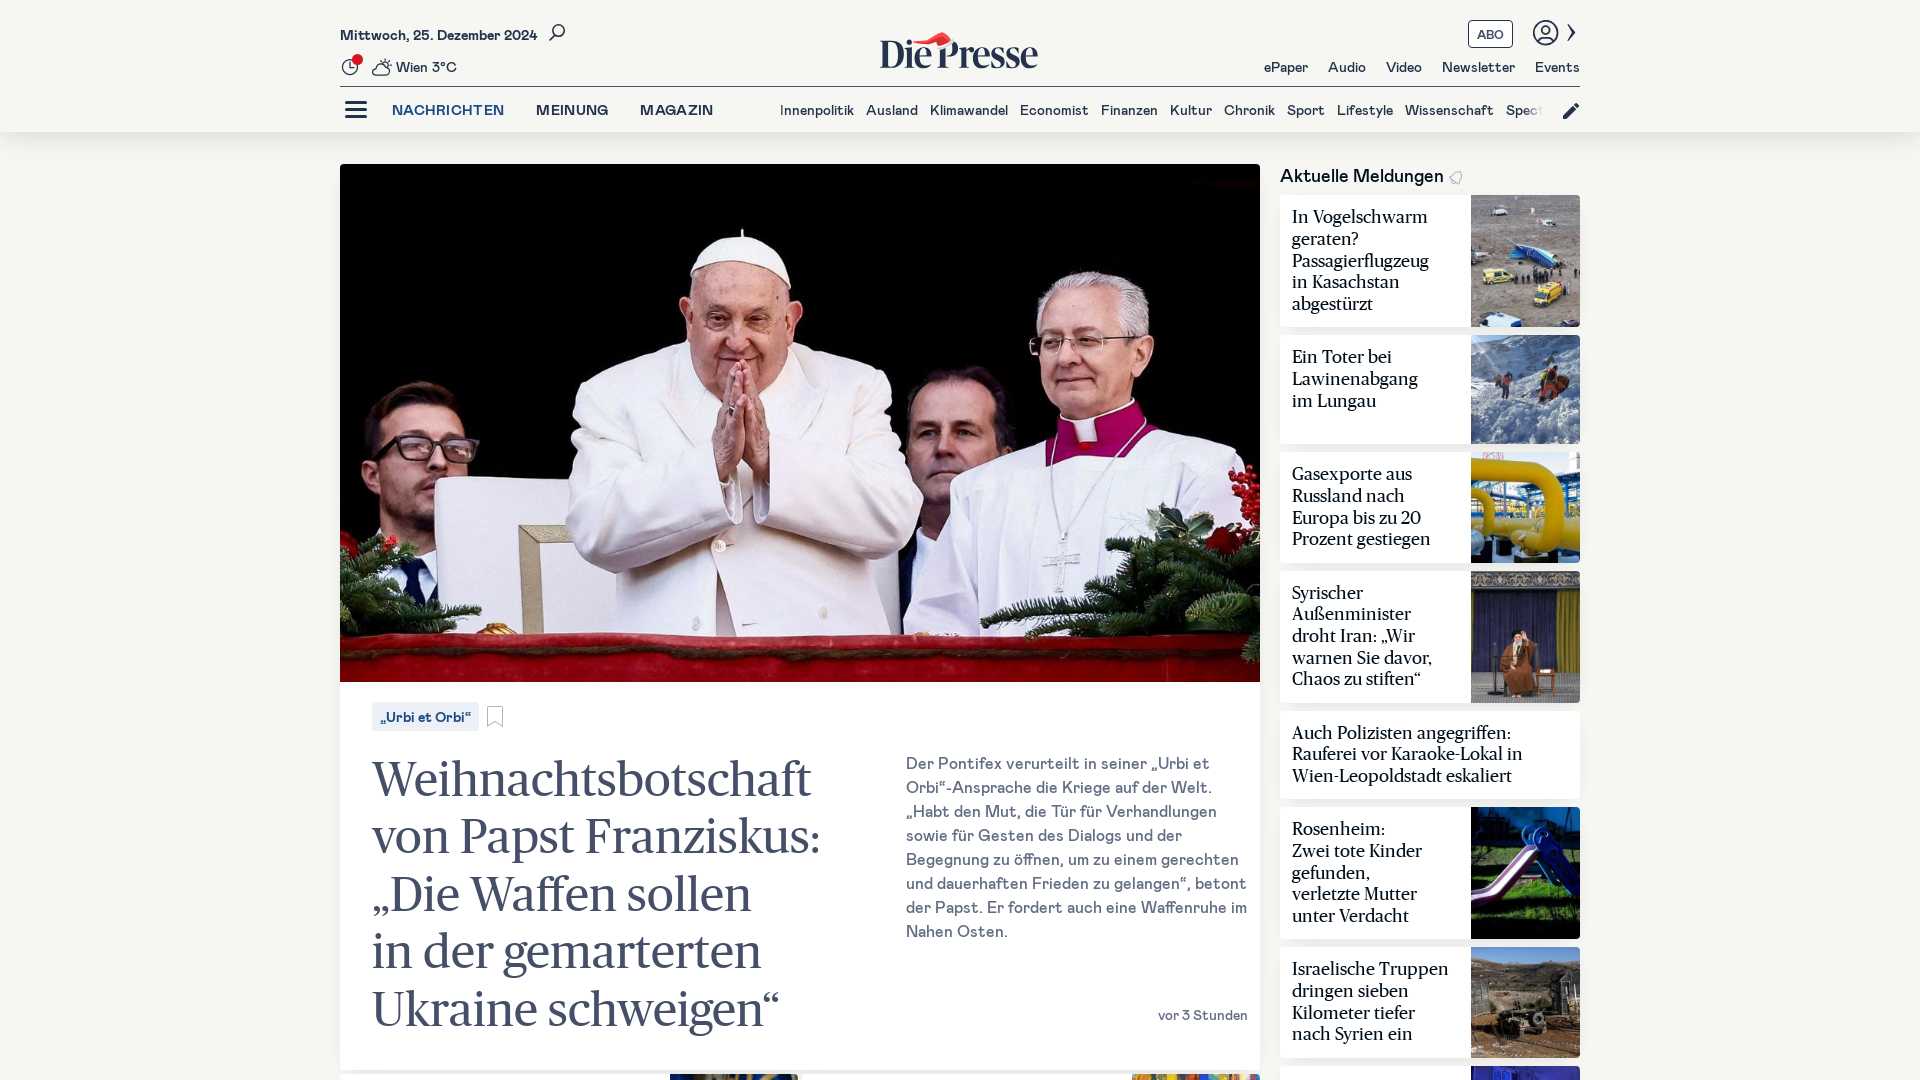 Mittwoch, 25. Dezember 2024
Wien 3°C
Die Presse
ABO
ePaper Audio Video Newsletter Events
NACHRICHTEN MEINUNG MAGAZIN
Innenpolitik Ausland Klimawandel Economist Finanzen Kultur Chronik Sport Lifestyle Wissenschaft Spect
„Urbi et Orbi“
Weihnachtsbotschaft
von Papst Franziskus:
„Die Waffen sollen
in der gemarterten
Ukraine schweigen“
Der Pontifex verurteilt in seiner „Urbi et
Orbi“-Ansprache die Kriege auf der Welt.
„Habt den Mut, die Tür für Verhandlungen
sowie für Gesten des Dialogs und der
Begegnung zu öffnen, um zu einem gerechten
und dauerhaften Frieden zu gelangen“, betont
der Papst. Er fordert auch eine Waffenruhe im
Nahen Osten.
vor 3 Stunden
Aktuelle Meldungen
In Vogelschwarm
geraten?
Passagierflugzeug
in Kasachstan
abgestürzt
Ein Toter bei
Lawinenabgang
im Lungau
Gasexporte aus
Russland nach
Europa bis zu 20
Prozent gestiegen
Syrischer
Außenminister
droht Iran: „Wir
warnen Sie davor,
Chaos zu stiften“
Auch Polizisten angegriffen:
Rauferei vor Karaoke-Lokal in
Wien-Leopoldstadt eskaliert
Rosenheim:
Zwei tote Kinder
gefunden,
verletzte Mutter
unter Verdacht
Israelische Truppen
dringen sieben
Kilometer tiefer
nach Syrien ein